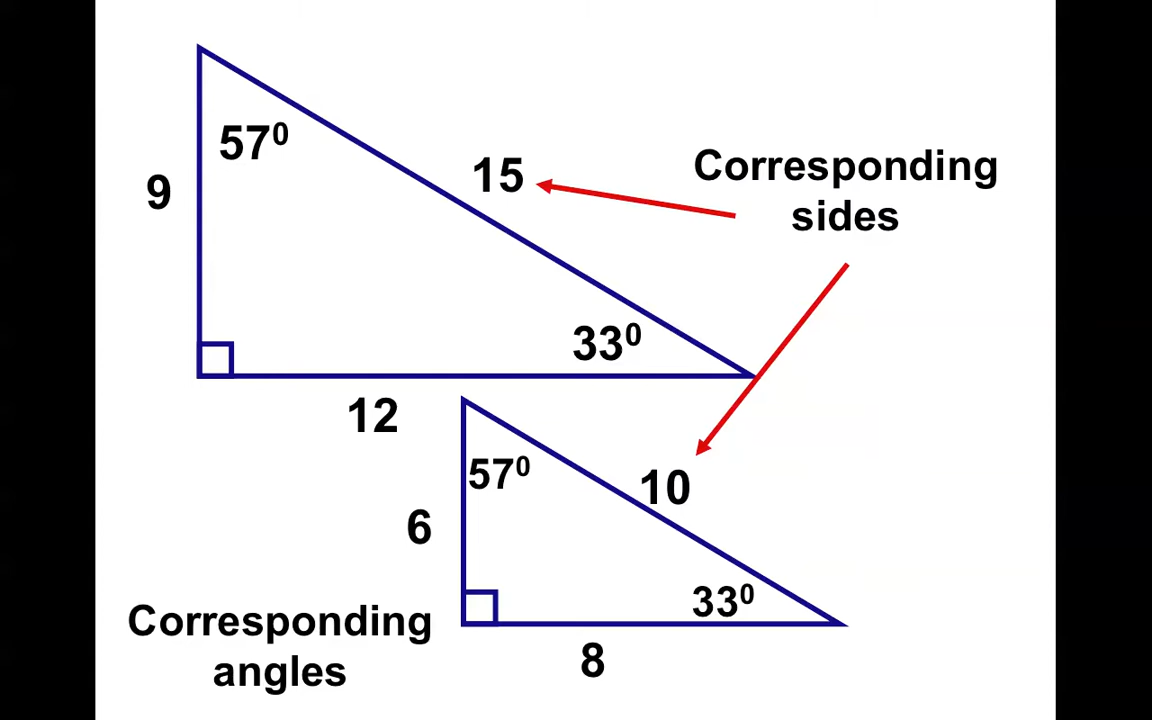 57⁰
9
15
Corresponding
sides
33⁰
12
57⁰
10
6
33⁰
Corresponding
angles
8